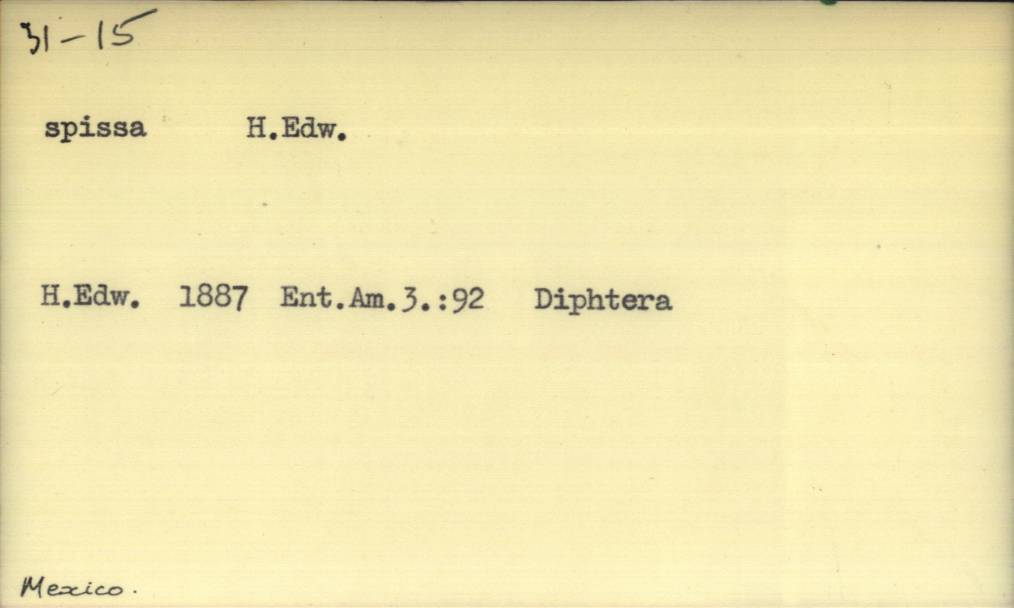 31-15
spissa H.Edw.
H.Edw. 1887 Ent.Am.3.:92 Diphtera
Mexico.